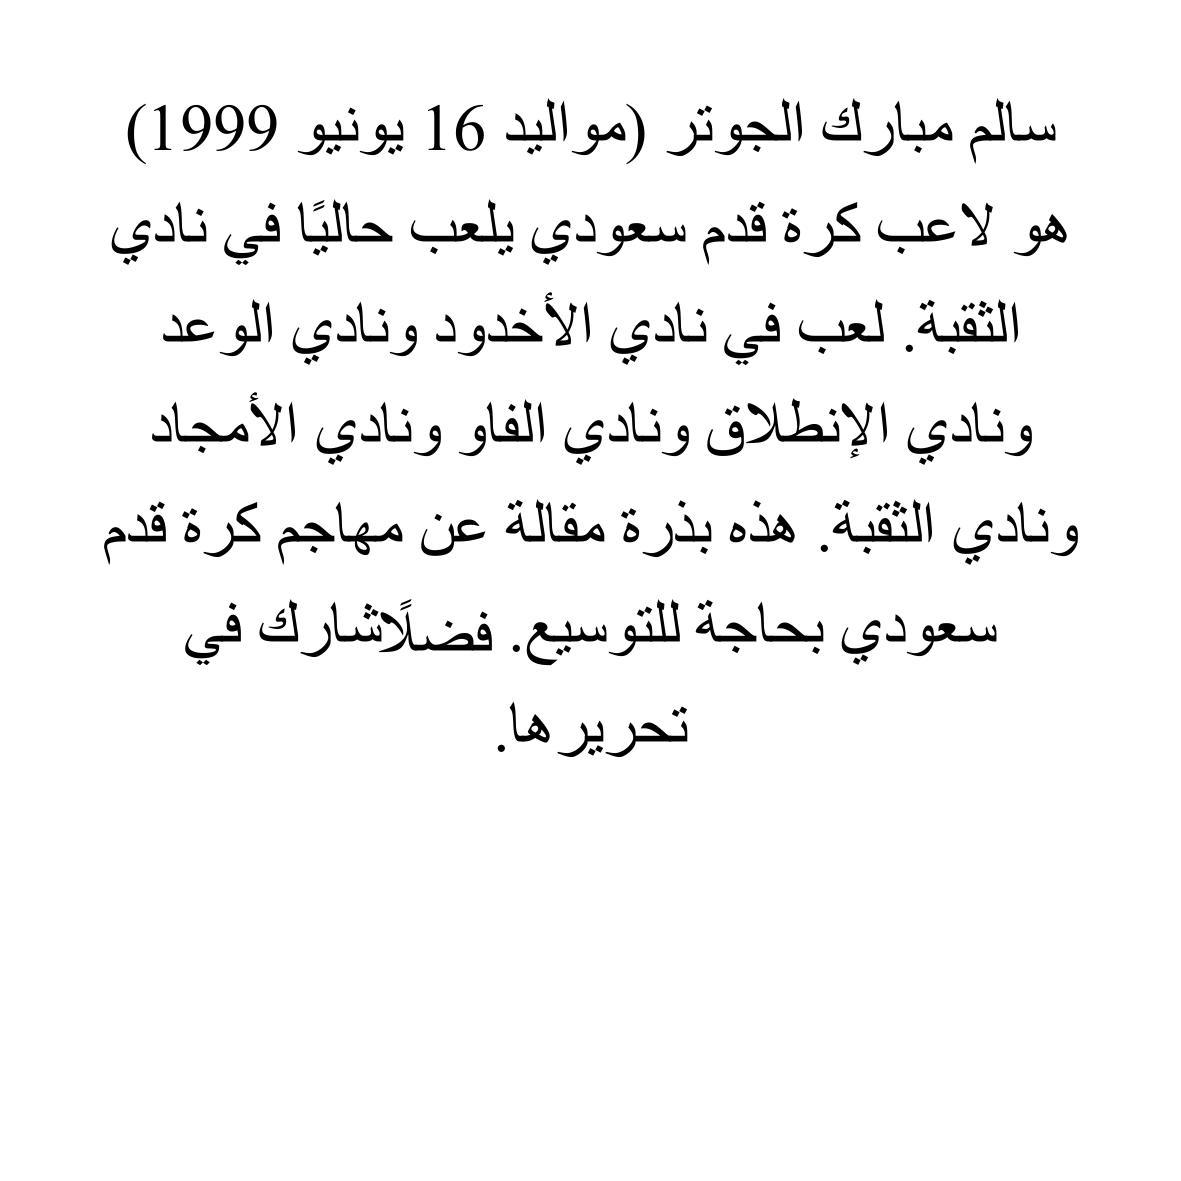 سالم مبارك الجوتر (مواليد 16 يونيو 1999)
هو لاعب كرة قدم سعودي يلعب حاليًا في نادي
الثقبة. لعب في نادي الأخدود ونادي الوعد
ونادي الإنطلاق ونادي الفاو ونادي الأمجاد
ونادي الثقبة. هذه بذرة مقالة عن مهاجم كرة قدم
سعودي بحاجة للتوسيع. فضلًاشارك في
تحريرها.